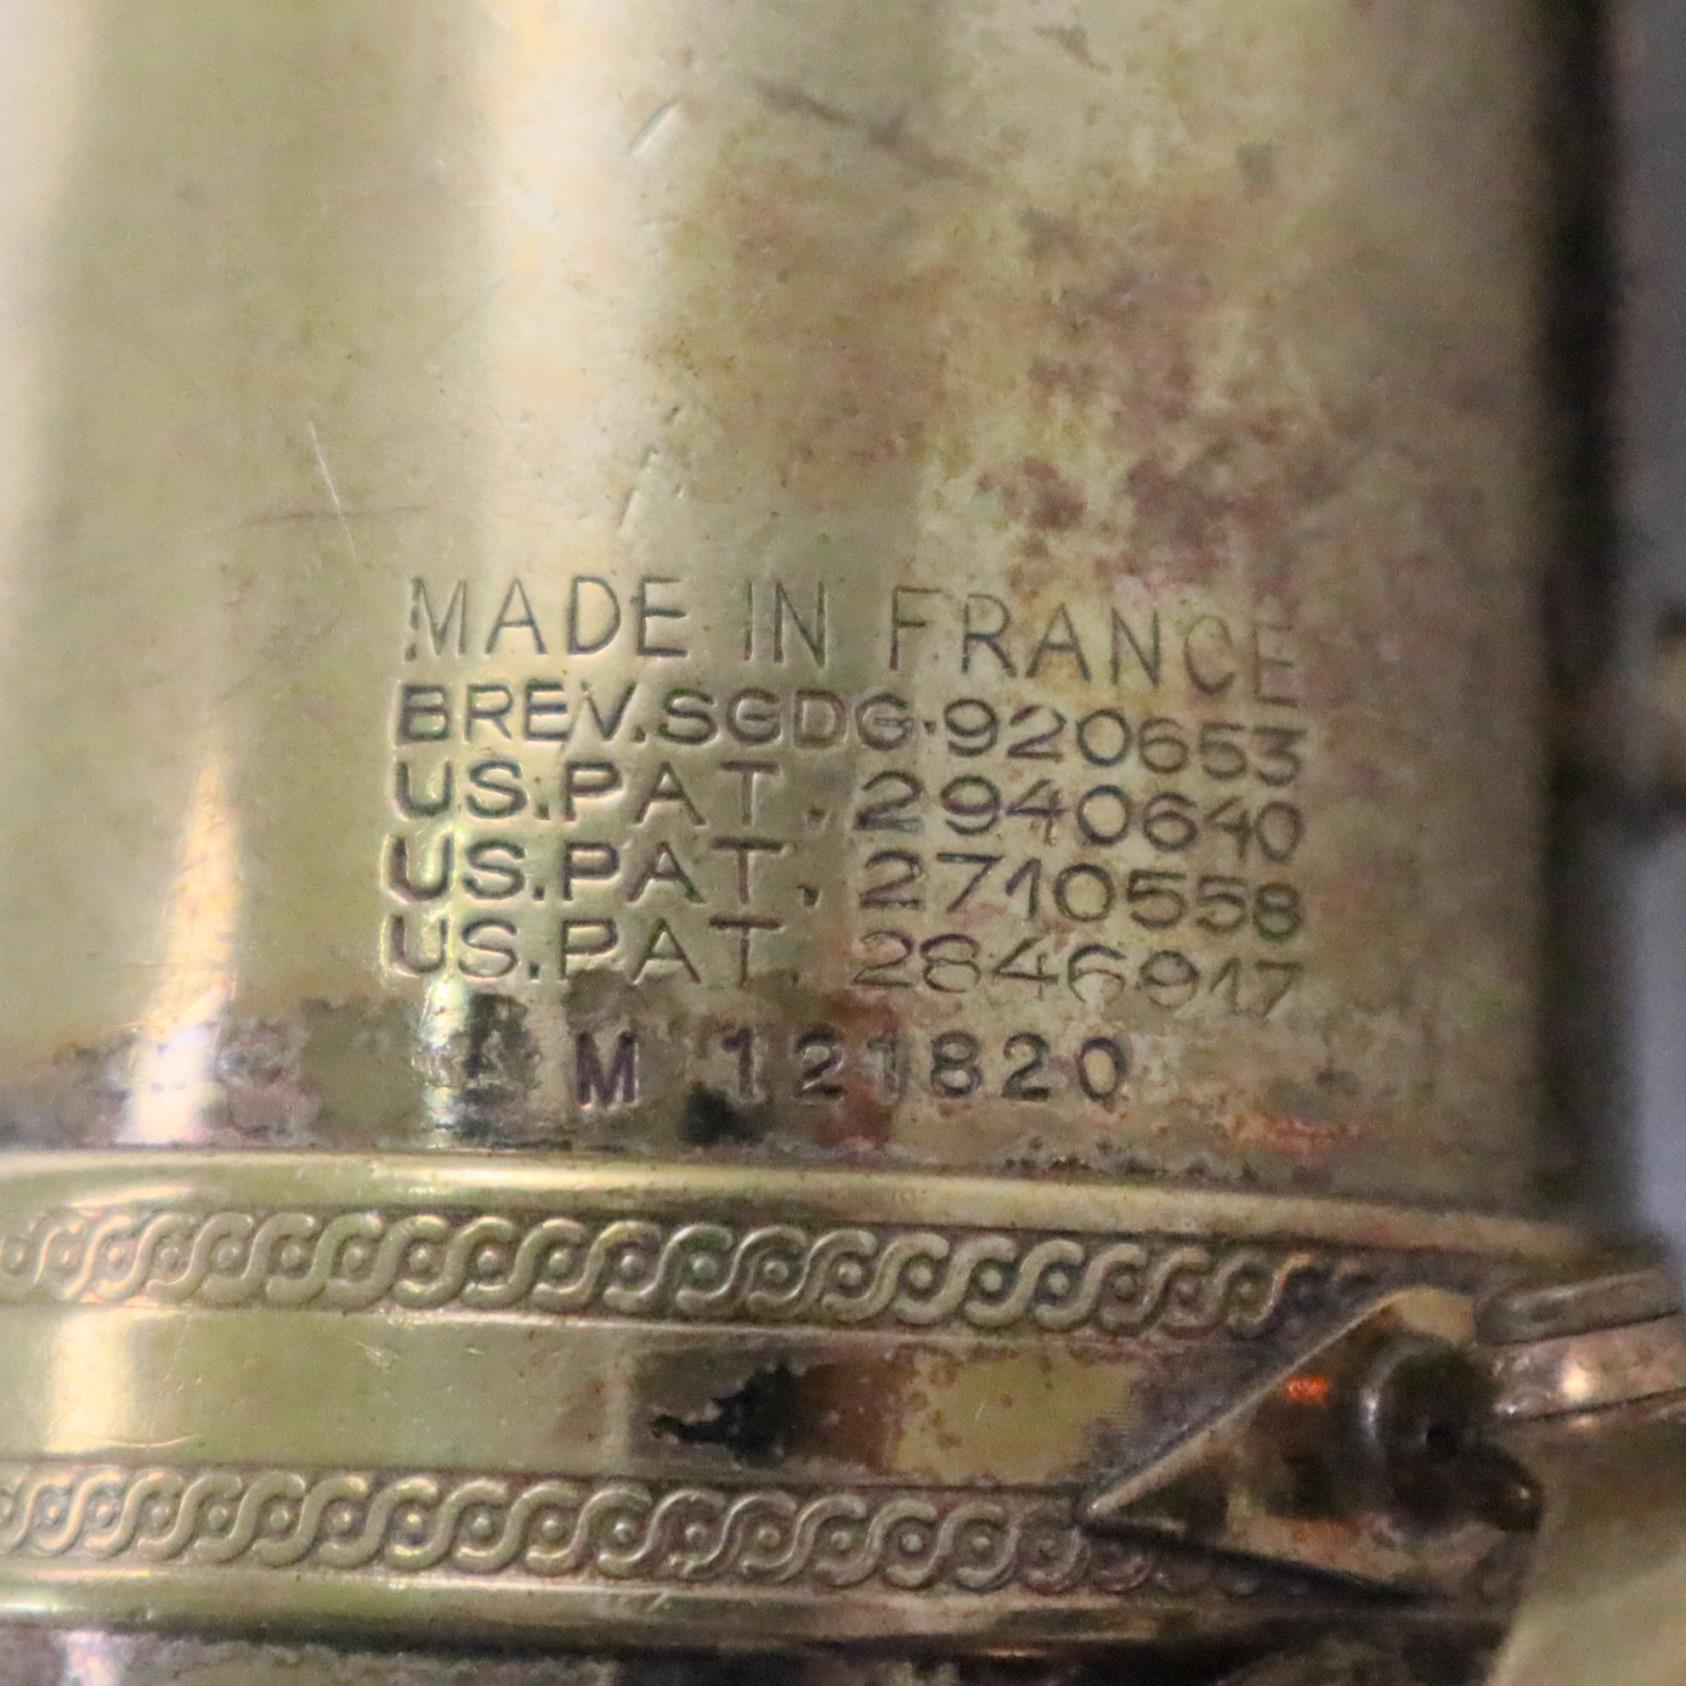 MADE IN FRANCE
BREV.SGDG.920653
US.PAT. 2940640
US.PAT. 2710558
US.PAT. 2846917
M 121820